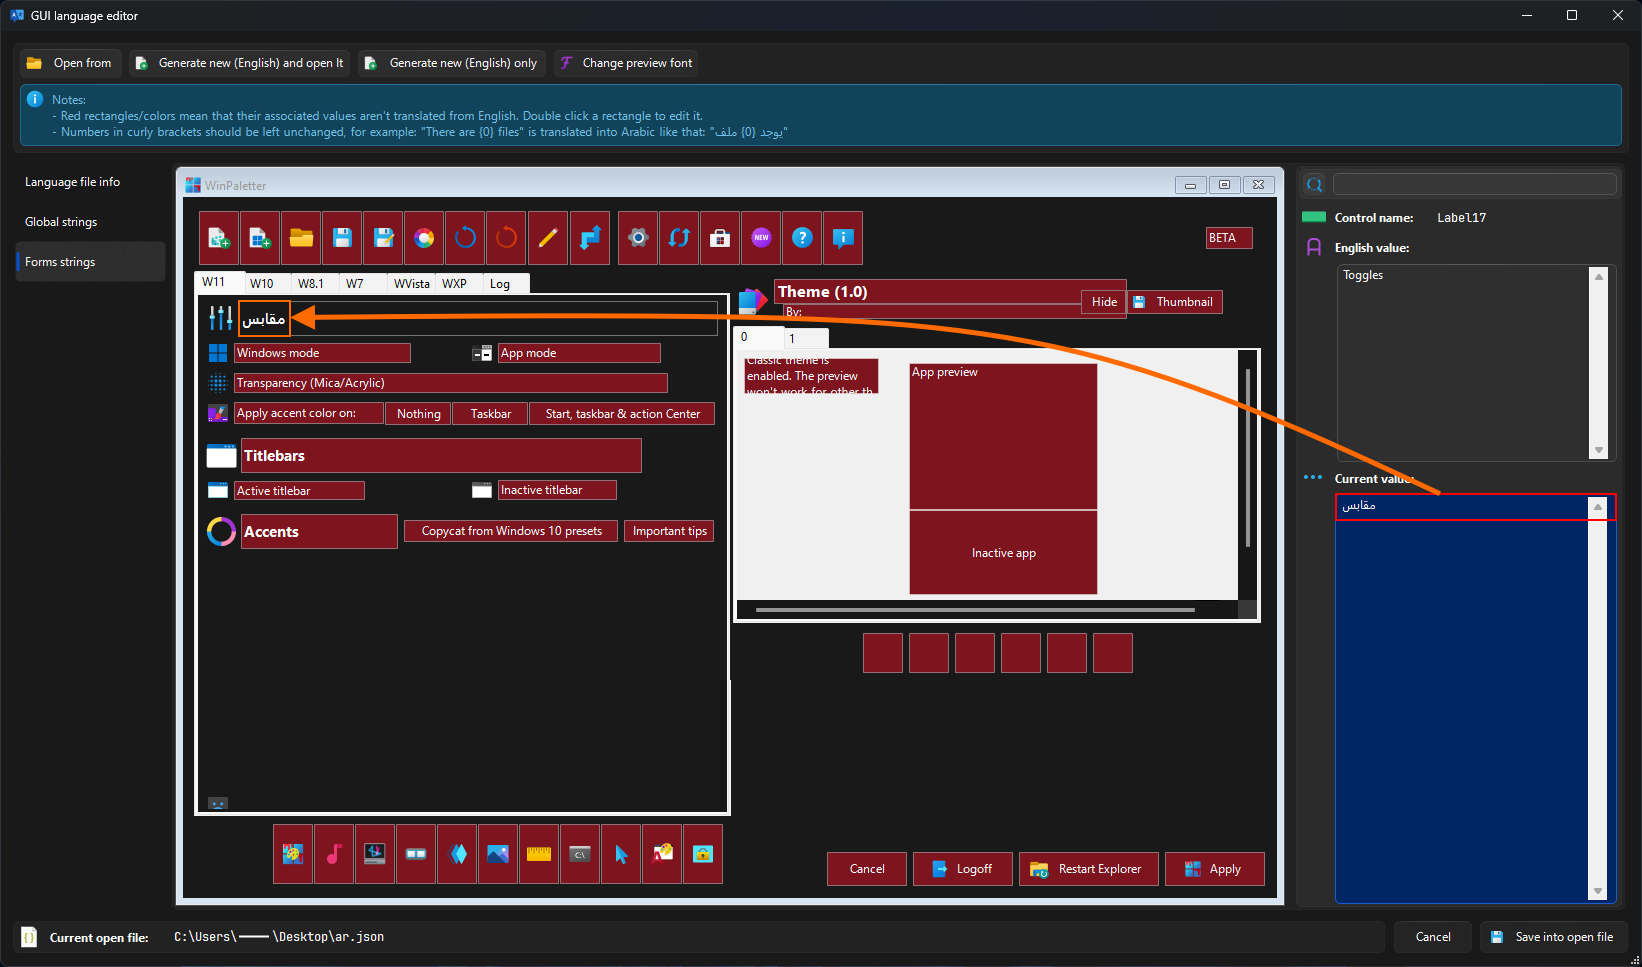 GUI language editor
Open from
Generate new (English) and open It
Generate new (English) only
Change preview font
Notes:
- Red rectangles/colors mean that their associated values aren't translated from English. Double click a rectangle to edit it.
- Numbers in curly brackets should be left unchanged, for example: "There are {0} files" is translated into Arabic like that: "يوجد {0} ملف"
Language file info
Global strings
Forms strings
WinPaletter
NEW
BETA
W11
W10
W8.1
W7
WVista
WXP
Log
مقابس
Windows mode
App mode
Transparency (Mica/Acrylic)
Apply accent color on:
Nothing
Taskbar
Start, taskbar & action Center
Titlebars
Active titlebar
Inactive titlebar
Accents
Copycat from Windows 10 presets
Important tips
Theme (1.0)
By:
Hide
Thumbnail
0
1
Classic theme is
enabled. The preview
won't work for other th
App preview
Inactive app
C:\
Cancel
Logoff
Restart Explorer
Apply
Control name:
Label17
English value:
Toggles
Current value:
مقابس
Current open file:
C:\Users\
\Desktop\ar.json
Cancel
Save into open file